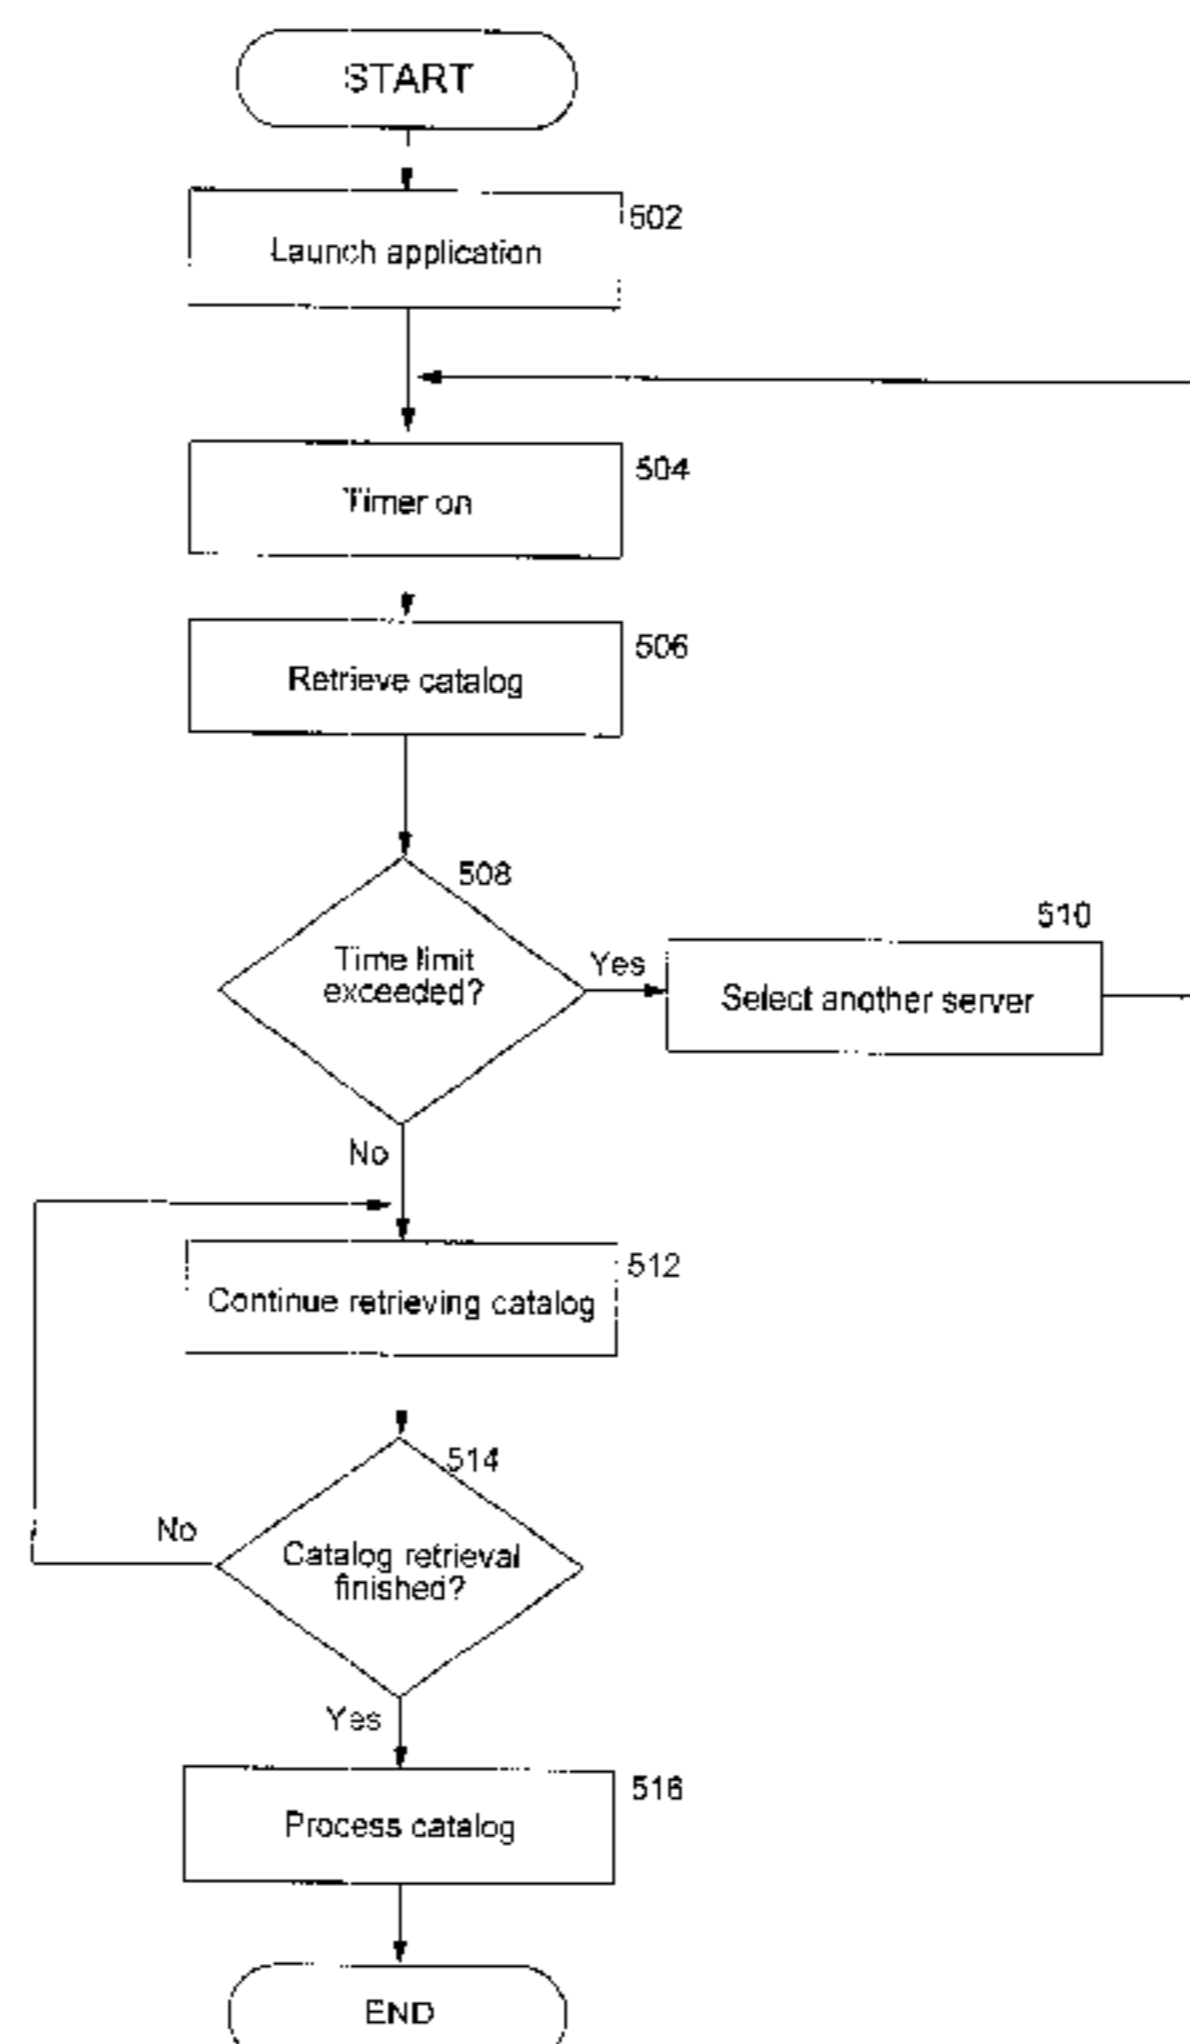 START
502
Launch application
504
Timer on
506
Retrieve catalog
508
Time limit
exceeded?
Yes
510
Select another server
No
512
Continue retrieving catalog
514
No
Catalog retrieval
finished?
Yes
516
Process catalog
END